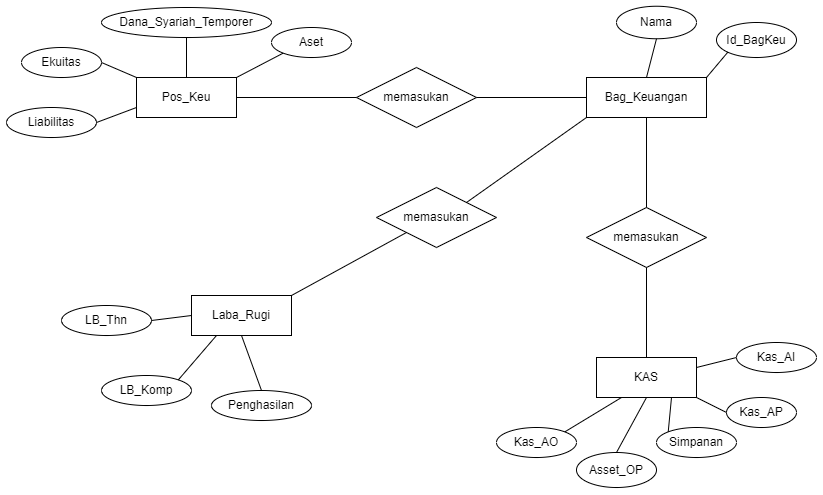 Dana_Syariah_Temporer
Nama
Aset
Id_BagKeu
Ekuitas
Pos_Keu
memasukan
Bag_Keuangan
Liabilitas
memasukan
memasukan
Laba_Rugi
LB_Thn
Kas_AI
KAS
LB_Komp
Penghasilan
Kas_AP
Kas_AO
Simpanan
Asset_OP